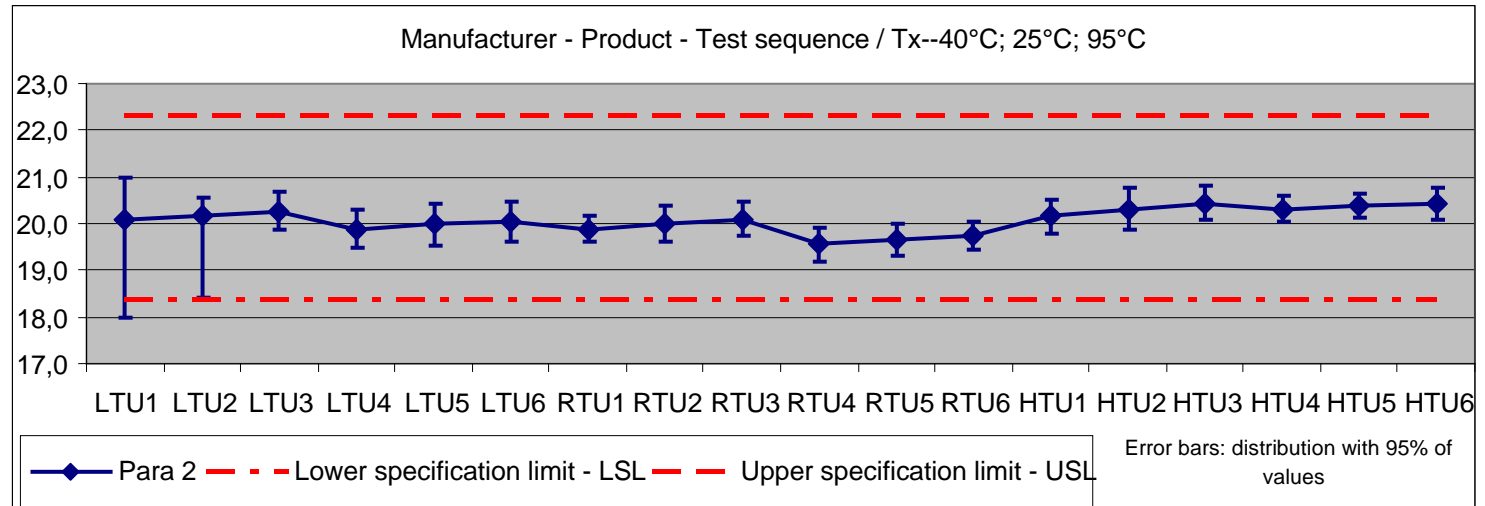 Manufacturer - Product - Test sequence / Tx--40°C; 25°C; 95°C
23,0
22,0
21,0
20,0
19,0
18,0
17,0
LTU1 LTU2 LTU3 LTU4 LTU5 LTU6 RTU1 RTU2 RTU3 RTU4 RTU5 RTU6 HTU1 HTU2 HTU3 HTU4 HTU5 HTU6
Para 2 Lower specification limit - LSL Upper specification limit - USL
Error bars: distribution with 95% of
values